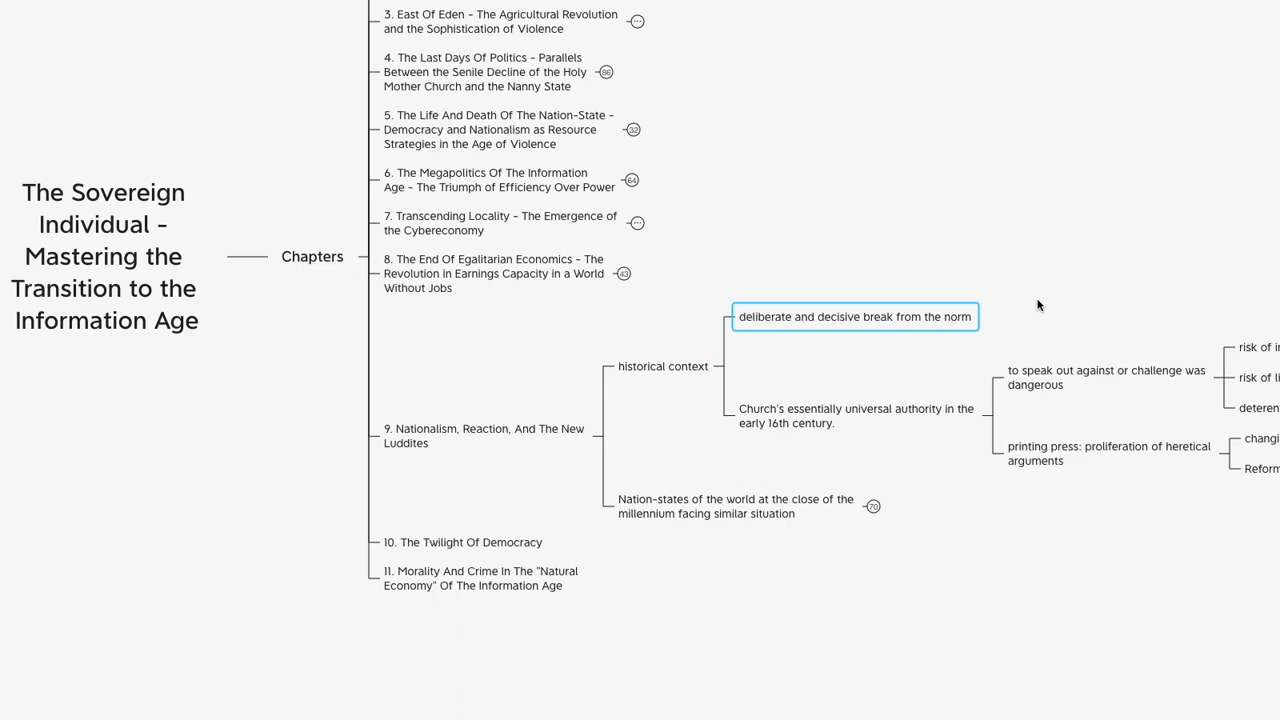 The Sovereign
Individual -
Mastering the
Transition to the
Information Age
Chapters
3. East Of Eden - The Agricultural Revolution
and the Sophistication of Violence
4. The Last Days Of Politics - Parallels
Between the Senile Decline of the Holy
Mother Church and the Nanny State
86
5. The Life And Death Of The Nation-State -
Democracy and Nationalism as Resource
Strategies in the Age of Violence
32
6. The Megapolitics Of The Information
Age - The Triumph of Efficiency Over Power
64
7. Transcending Locality - The Emergence of
the Cybereconomy
8. The End Of Egalitarian Economics - The
Revolution in Earnings Capacity in a World
Without Jobs
43
9. Nationalism, Reaction, And The New
Luddites
historical context
deliberate and decisive break from the norm
Church's essentially universal authority in the
early 16th century.
to speak out against or challenge was
dangerous
risk of i
risk of li
deteren
printing press: proliferation of heretical
arguments
changi
Reform
Nation-states of the world at the close of the
millennium facing similar situation
70
10. The Twilight Of Democracy
11. Morality And Crime In The "Natural
Economy" Of The Information Age